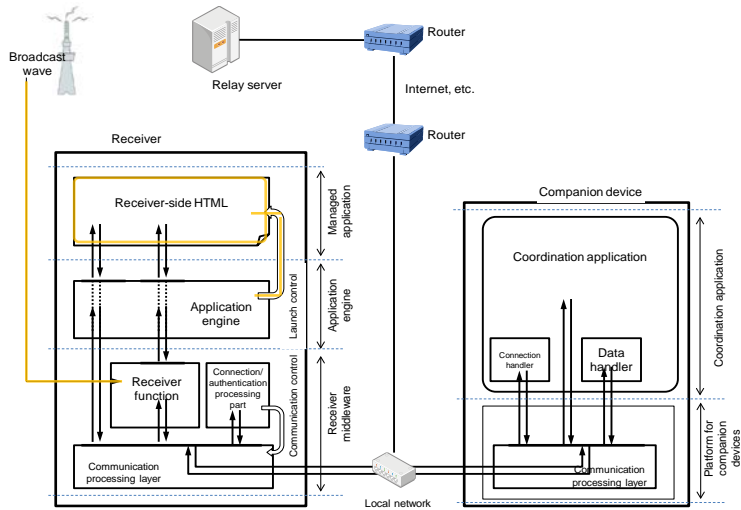 Broadcast
wave
Relay server
Router
Internet, etc.
Router
Receiver
Receiver-side HTML
Managed
application
Launch control
Application
engine
Application
engine
Receiver
function
Connection/
authentication
processing
part
Communication control
Receiver
middleware
Communication
processing layer
Local network
Companion device
Coordination application
Coordination application
Connection
handler
Data
handler
Communication
processing layer
Platform for
companion
devices